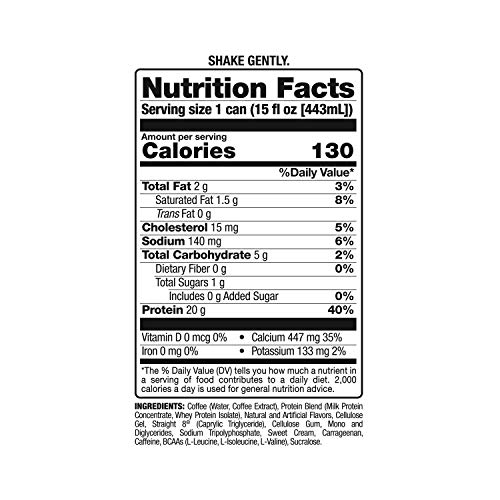 SHAKE GENTLY.
Nutrition Facts
Serving size 1 can (15 fl oz [443mL])
Amount per serving
Calories 130
%Daily Value*
Total Fat 2 g 3%
Saturated Fat 1.5 g 8%
Trans Fat 0 g
Cholesterol 15 mg 5%
Sodium 140 mg 6%
Total Carbohydrate 5 g 2%
Dietary Fiber 0 g 0%
Total Sugars 1 g
Includes 0 g Added Sugar 0%
Protein 20 g 40%
Vitamin D 0 mcg 0% • Calcium 447 mg 35%
Iron 0 mg 0% • Potassium 133 mg 2%
*The % Daily Value (DV) tells you how much a nutrient in
a serving of food contributes to a daily diet. 2,000
calories a day is used for general nutrition advice.
INGREDIENTS: Coffee (Water, Coffee Extract), Protein Blend (Milk Protein
Concentrate, Whey Protein Isolate), Natural and Artificial Flavors, Cellulose
Gel, Straight 8® (Caprylic Triglyceride), Cellulose Gum, Mono and
Diglycerides, Sodium Tripolyphosphate, Sweet Cream, Carrageenan,
Caffeine, BCAAs (L-Leucine, L-Isoleucine, L-Valine), Sucralose.